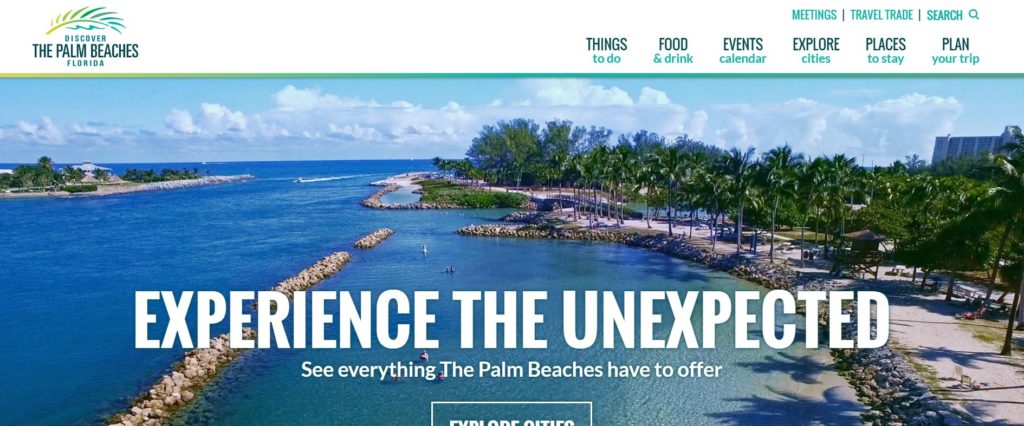 DISCOVER
THE PALM BEACHES
FLORIDA
MEETINGS | TRAVEL TRADE | SEARCH
THINGS to do
FOOD & drink
EVENTS calendar
EXPLORE cities
PLACES to stay
PLAN your trip
EXPERIENCE THE UNEXPECTED
See everything The Palm Beaches have to offer
EXPLORE CITIES